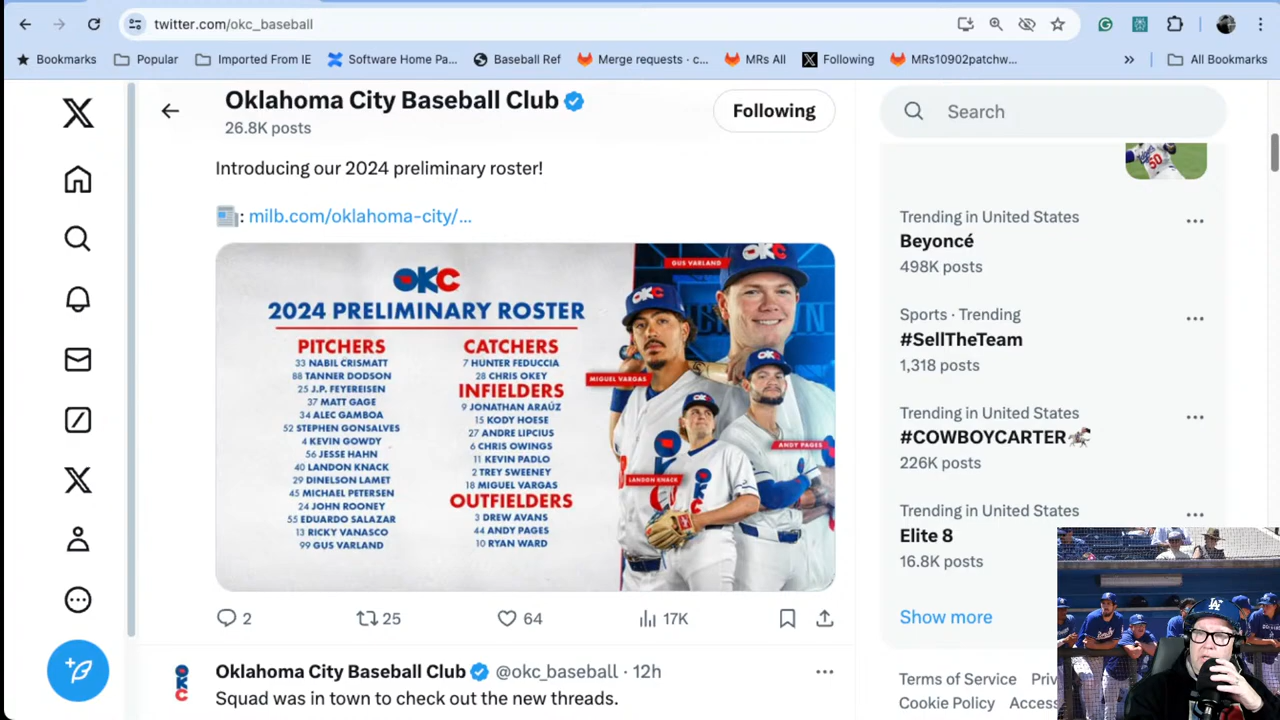 twitter.com/okc_baseball
Bookmarks
Popular
Imported From IE
Software Home Pa...
Baseball Ref
Merge requests · c...
MRs All
Following
MRs10902patchw...
»
All Bookmarks
Oklahoma City Baseball Club
26.8K posts
Following
Search
Introducing our 2024 preliminary roster!
: milb.com/oklahoma-city/...
OKC
2024 PRELIMINARY ROSTER
PITCHERS
33 NABIL CRISMATT
88 TANNER DODSON
25 J.P. FEYEREISEN
37 MATT GAGE
34 ALEC GAMBOA
52 STEPHEN GONSALVES
4 KEVIN GOWDY
56 JESSE HAHN
40 LANDON KNACK
29 DINELSON LAMET
45 MICHAEL PETERSEN
24 JOHN ROONEY
55 EDUARDO SALAZAR
13 RICKY VANASCO
99 GUS VARLAND
CATCHERS
7 HUNTER FEDUCCIA
28 CHRIS OKEY
INFIELDERS
9 JONATHAN ARAÚZ
15 KODY HOESE
27 ANDRE LIPCIUS
6 CHRIS OWINGS
11 KEVIN PADLO
2 TREY SWEENEY
18 MIGUEL VARGAS
OUTFIELDERS
3 DREW AVANS
44 ANDY PAGES
10 RYAN WARD
GUS VARLAND
MIGUEL VARGAS
ANDY PAGES
LANDON KNACK
2
25
64
17K
Oklahoma City Baseball Club @okc_baseball · 12h
Squad was in town to check out the new threads.
50
Trending in United States
Beyoncé
498K posts
Sports · Trending
#SellTheTeam
1,318 posts
Trending in United States
#COWBOYCARTER
226K posts
Trending in United States
Elite 8
16.8K posts
Show more
Terms of Service Priv
Cookie Policy Access